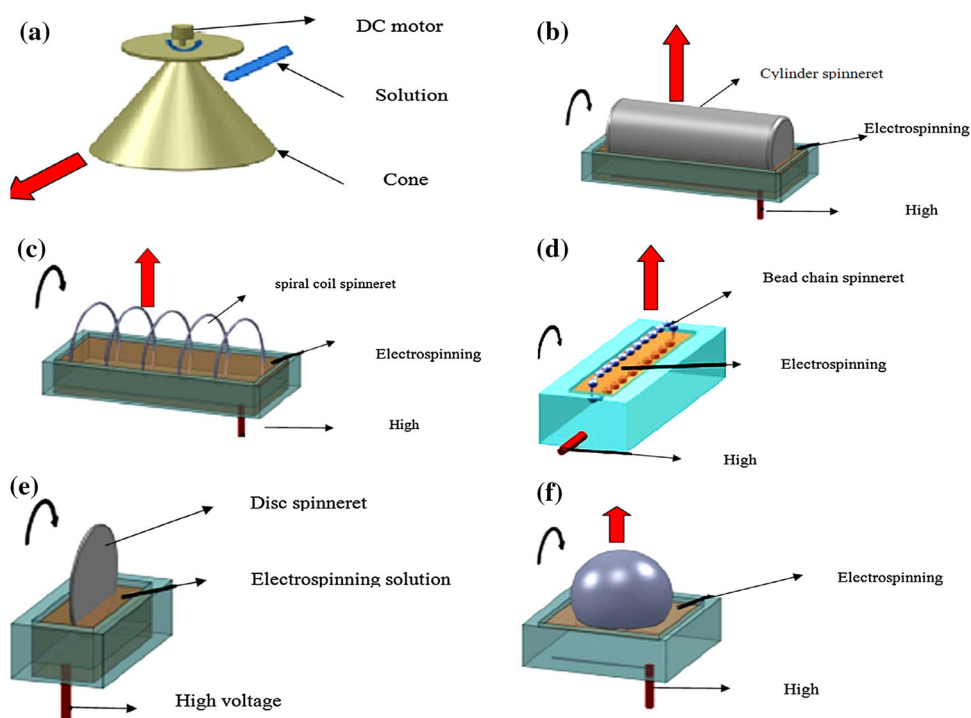 (a)
DC motor
Solution
Cone
(b)
Cylinder spinneret
Electrospinning
High
(c)
spiral coil spinneret
Electrospinning
High
(d)
Bead chain spinneret
Electrospinning
High
(e)
Disc spinneret
Electrospinning solution
High voltage
(f)
Electrospinning
High